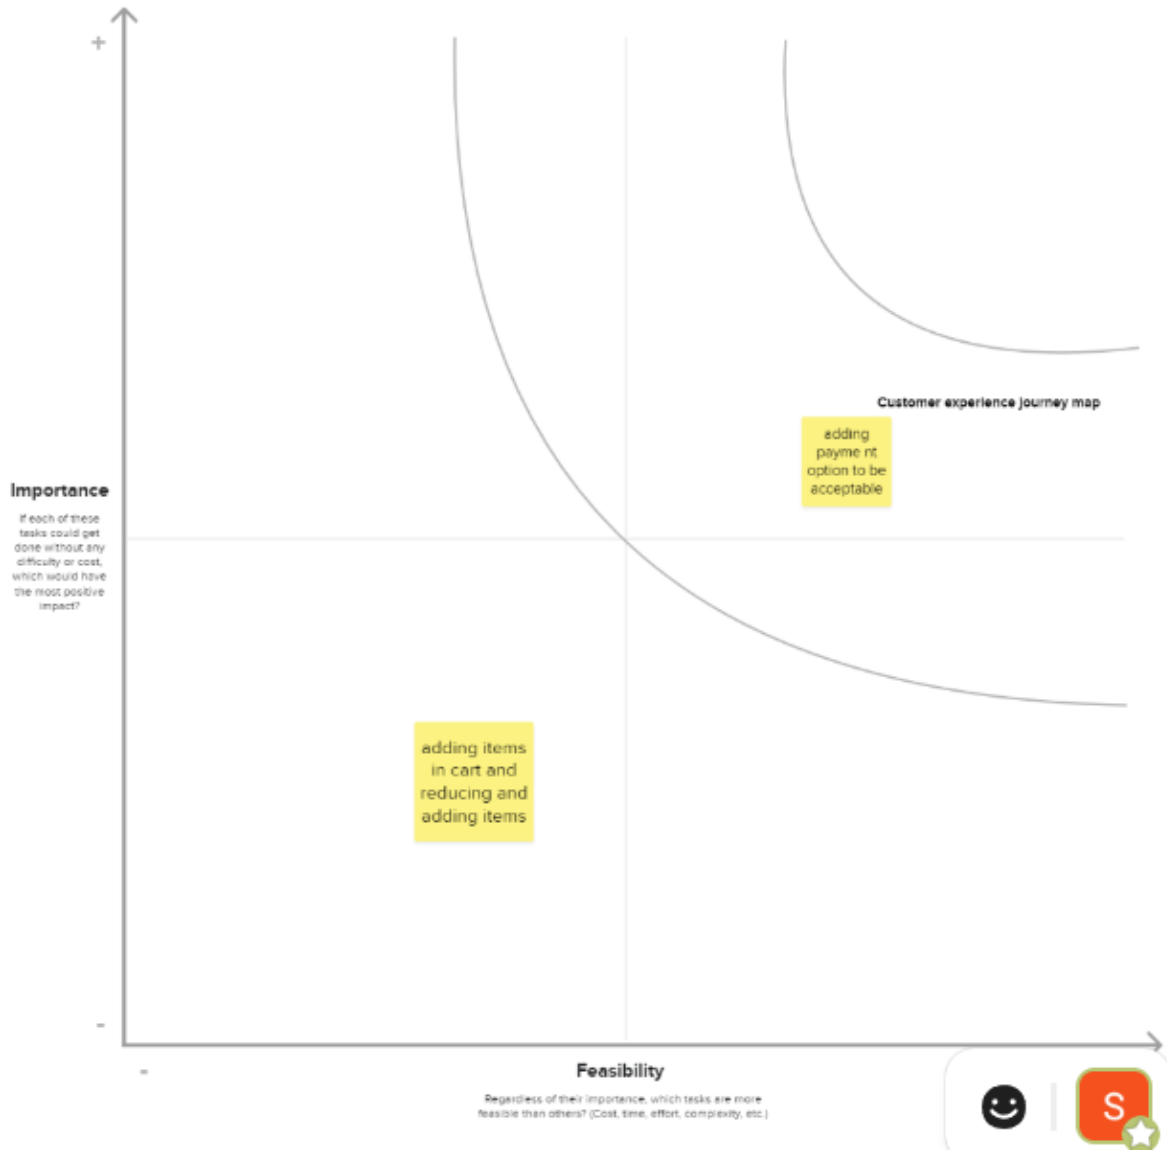 +
Customer experience journey map
adding
payme nt
option to be
acceptable
Importance
If each of these
tasks could get
done without any
difficulty or cost,
which would have
the most positive
impact?
adding items
in cart and
reducing and
adding items
-
-
Feasibility
Regardless of their importance, which tasks are more
feasible than others? (Cost, time, effort, complexity, etc.)
S